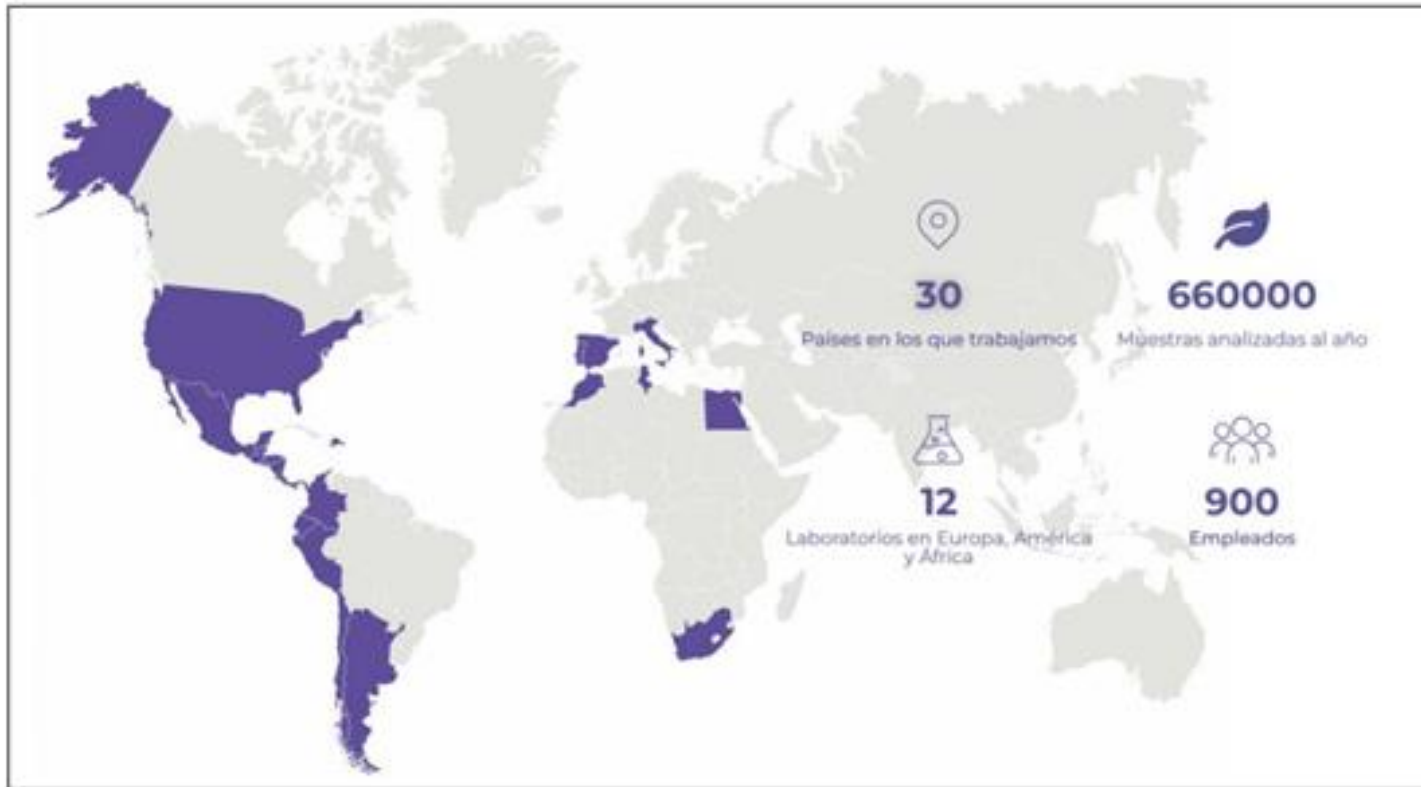 30
Países en los que trabajamos
660000
Muestras analizadas al año
12
Laboratorios en Europa, América
y África
900
Empleados